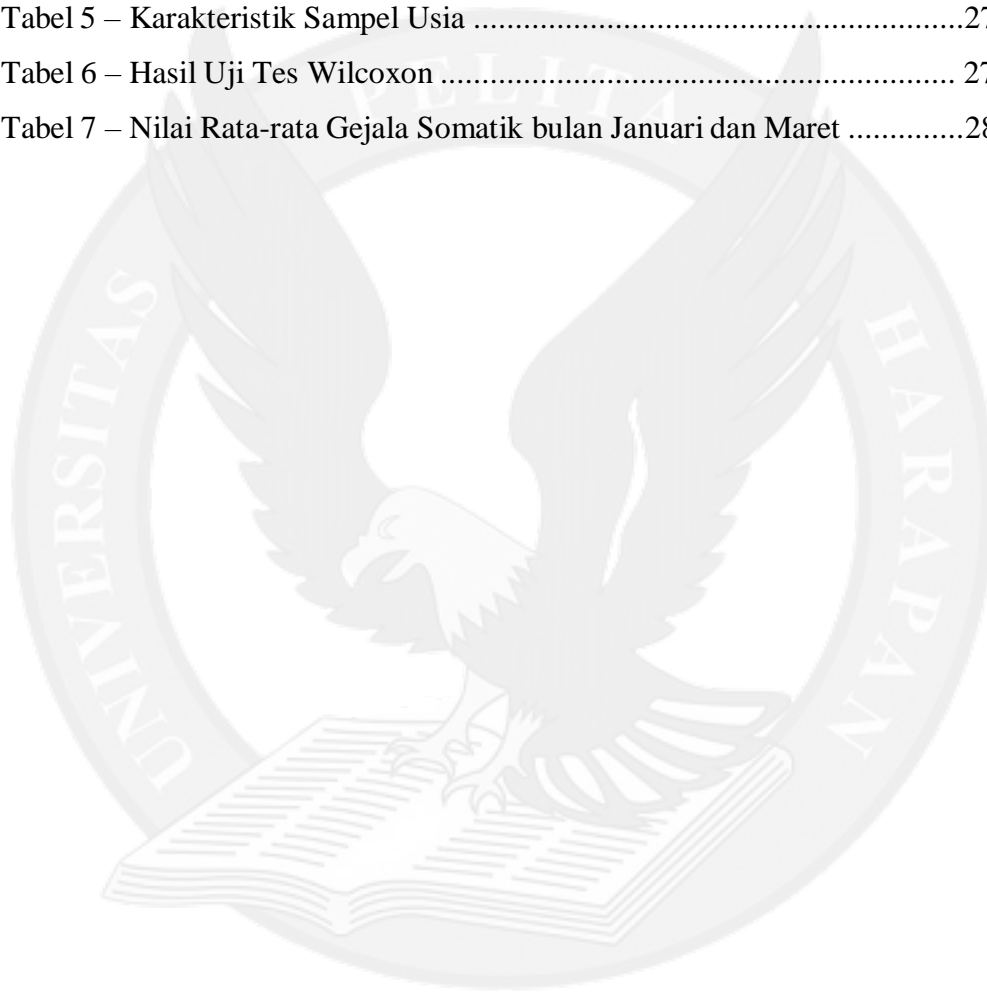 Tabel 5 – Karakteristik Sampel Usia ..................................................27
Tabel 6 – Hasil Uji Tes Wilcoxon ..................................................... 27
Tabel 7 – Nilai Rata-rata Gejala Somatik bulan Januari dan Maret ..............28
UNIVERSITAS PELITA HARAPAN